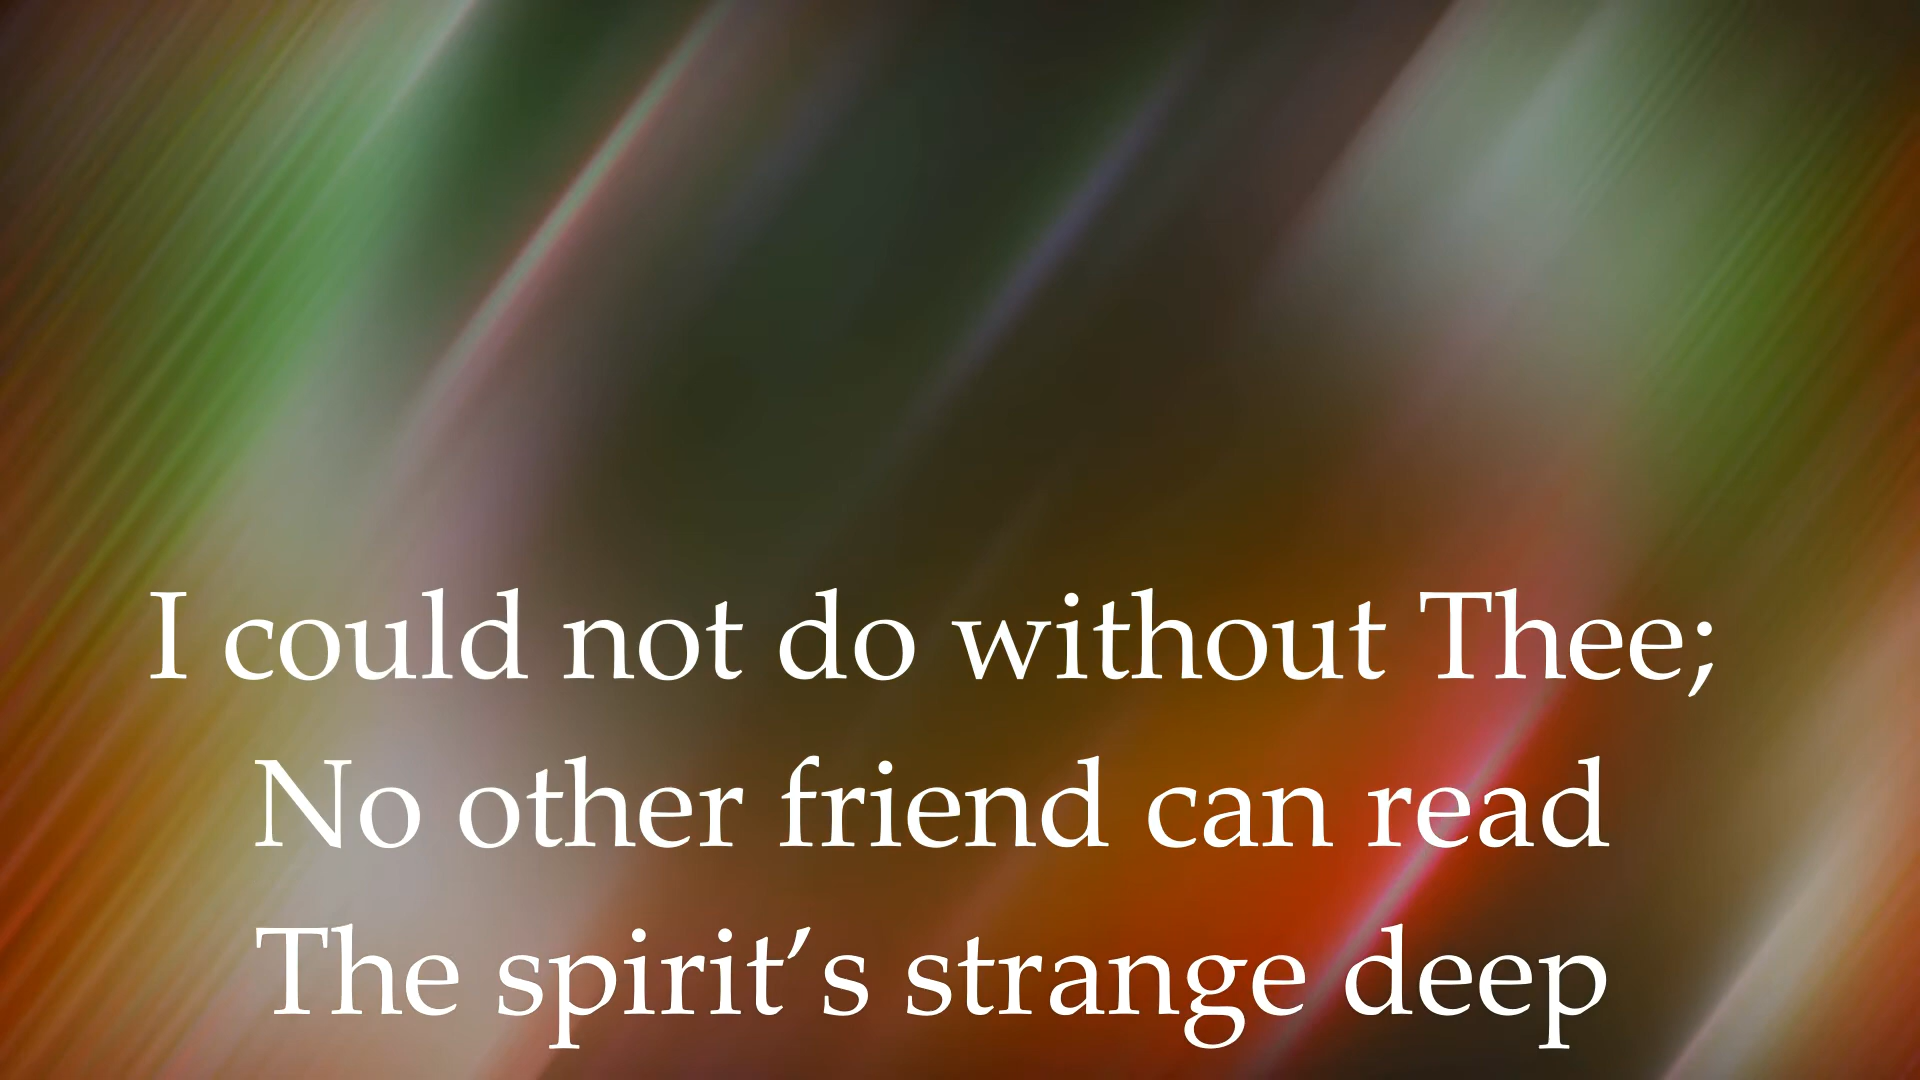 I could not do without Thee;
No other friend can read
The spirit’s strange deep